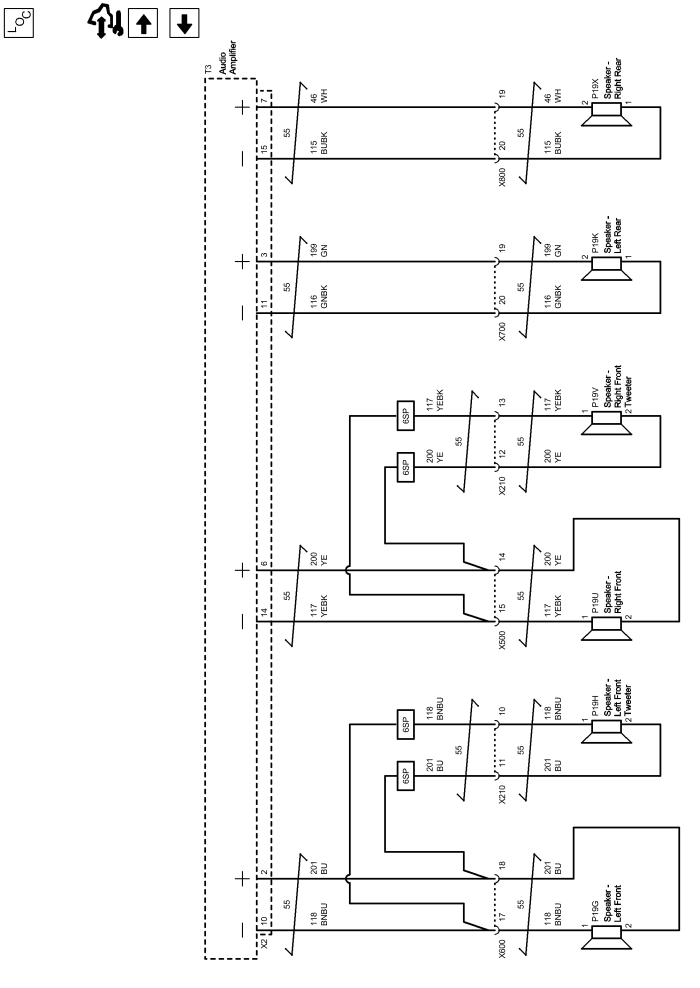 LOC
T3
Audio
Amplifier
+
7
46
WH
55
19
46
WH
55
2
P19X
Speaker -
Right Rear
1
—
15
115
BUBK
20
X800
115
BUBK
+
3
199
GN
55
19
199
GN
55
2
P19K
Speaker -
Left Rear
1
—
11
116
GNBK
20
X700
116
GNBK
6SP
117
YEBK
55
13
117
YEBK
55
1
P19V
Speaker -
Right Front
Tweeter
2
6SP
200
YE
12
X210
200
YE
+
6
200
YE
55
14
200
YE
55
—
14
117
YEBK
15
X500
117
YEBK
1
P19U
Speaker -
Right Front
2
6SP
118
BNBU
55
10
118
BNBU
55
1
P19H
Speaker -
Left Front
Tweeter
2
6SP
201
BU
11
X210
201
BU
+
2
201
BU
55
18
201
BU
55
—
10
X2
118
BNBU
17
X600
118
BNBU
1
P19G
Speaker -
Left Front
2